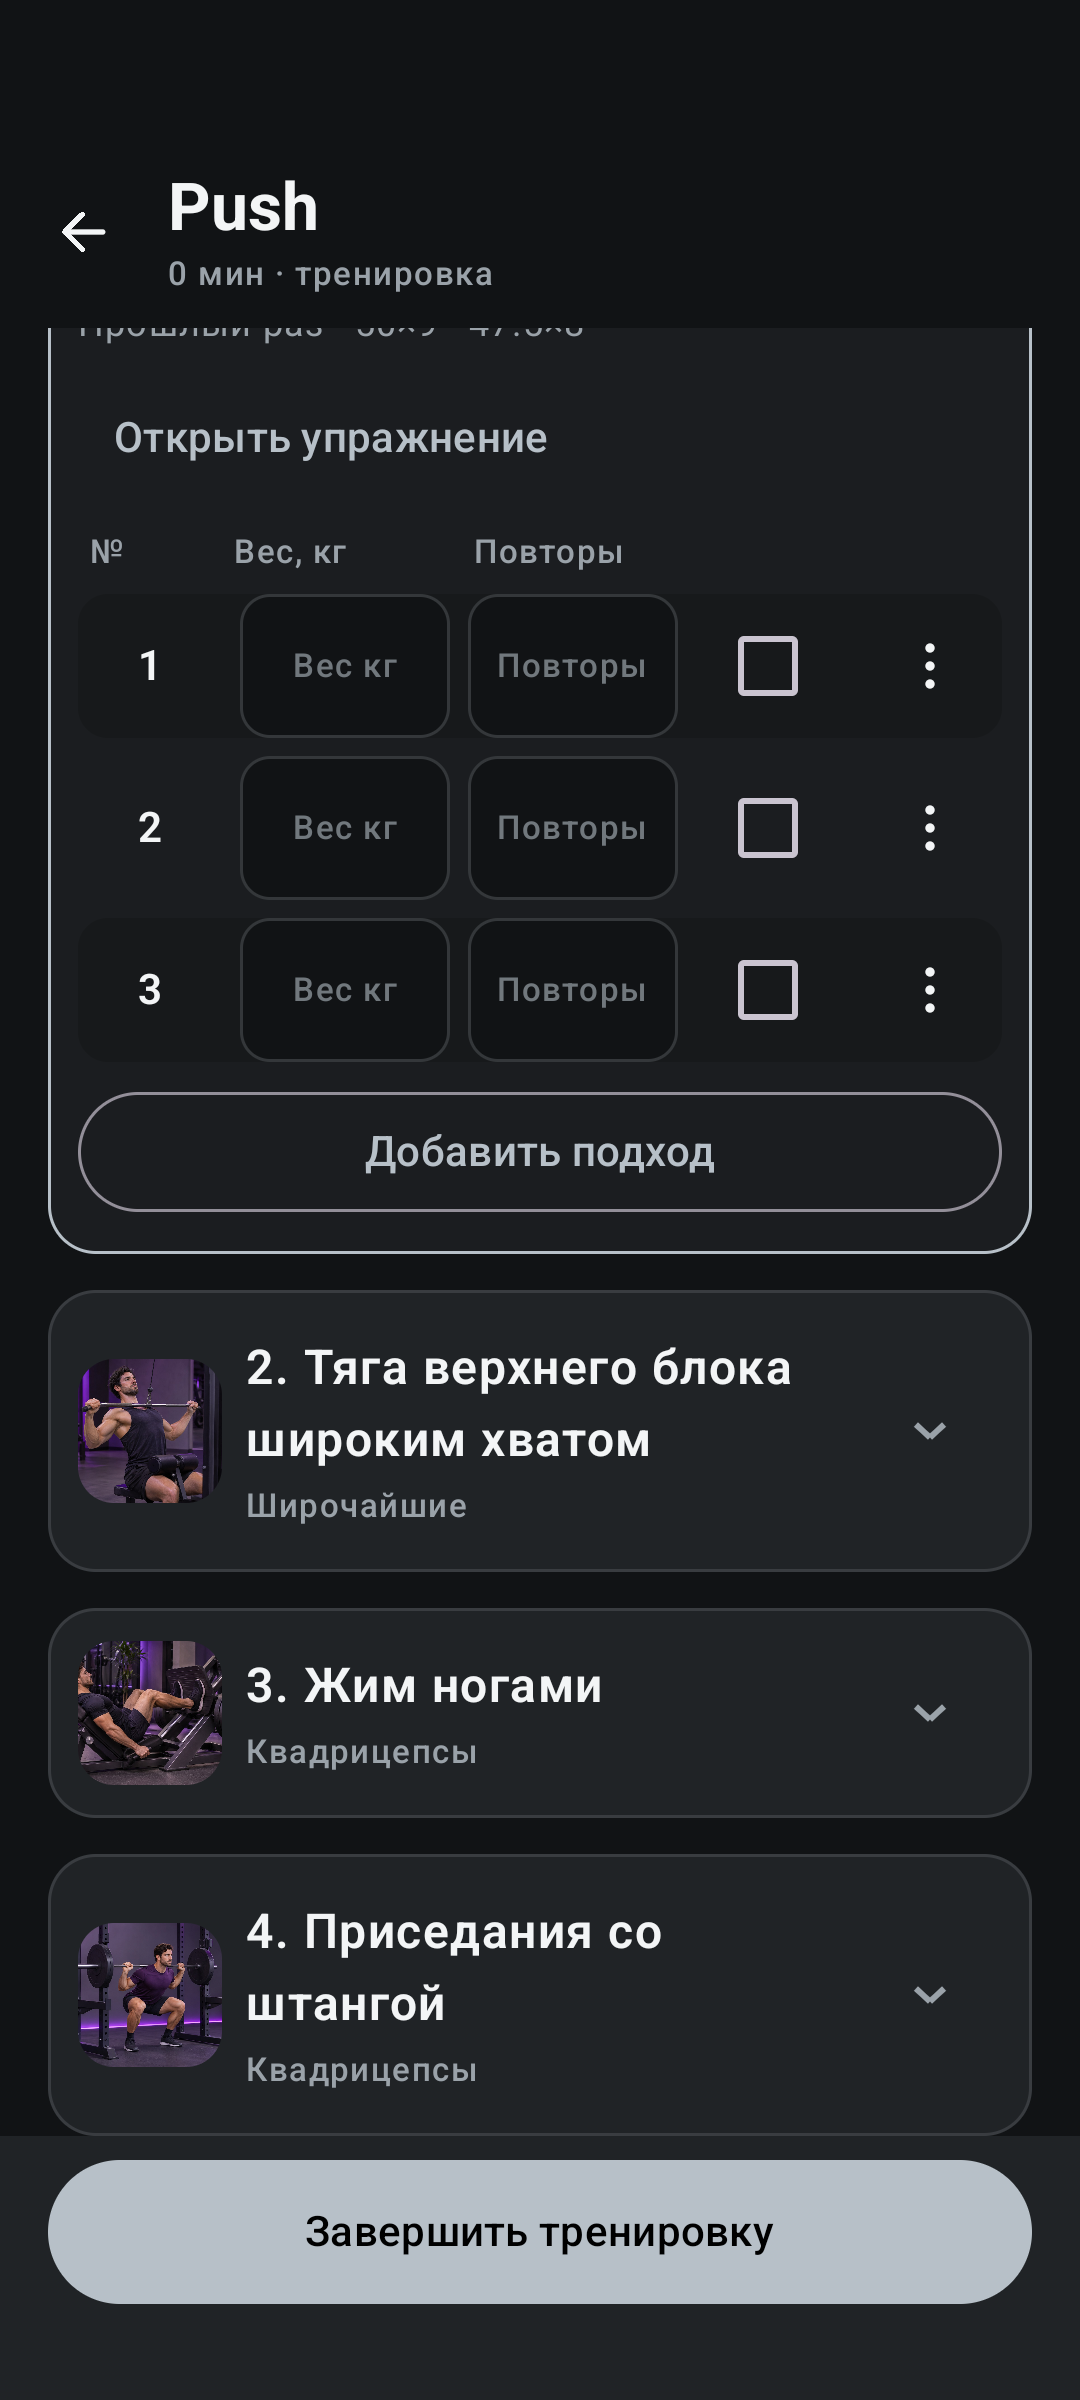 Push
0 мин · тренировка
Прошлый раз
Открыть упражнение
№ Вес, кг Повторы
1 Вес кг Повторы
2 Вес кг Повторы
3 Вес кг Повторы
Добавить подход
2. Тяга верхнего блока
широким хватом
Широчайшие
3. Жим ногами
Квадрицепсы
4. Приседания со
штангой
Квадрицепсы
Завершить тренировку